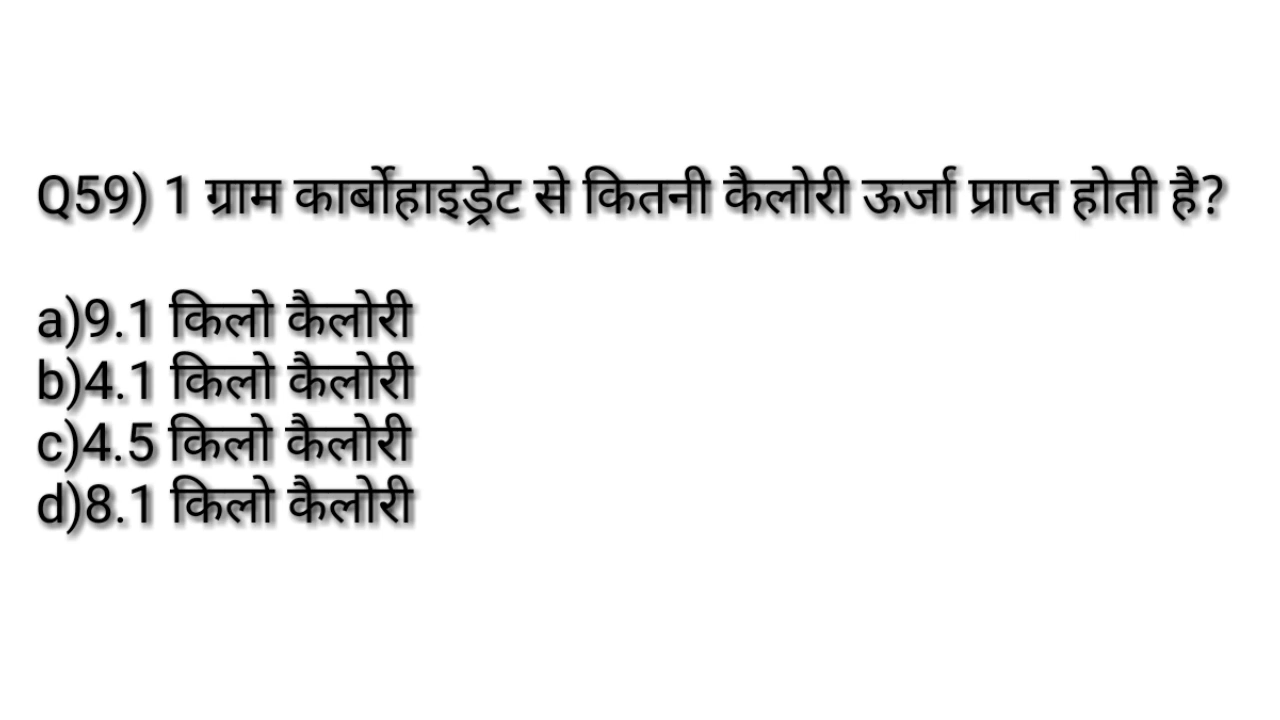 Q59) 1 ग्राम कार्बोहाइड्रेट से कितनी कैलोरी ऊर्जा प्राप्त होती है?
a)9.1 किलो कैलोरी
b)4.1 किलो कैलोरी
c)4.5 किलो कैलोरी
d)8.1 किलो कैलोरी